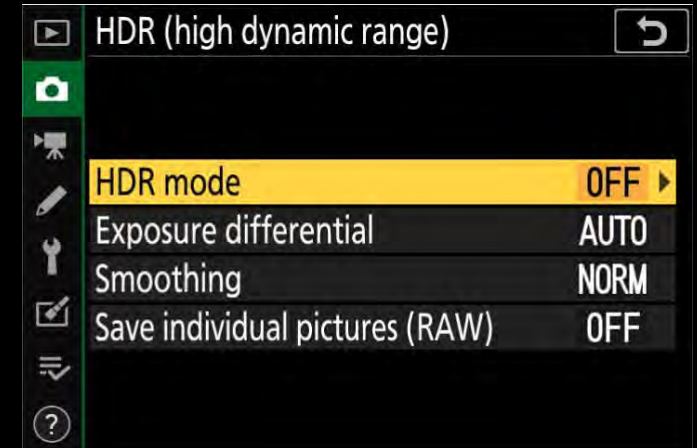 HDR (high dynamic range)
HDR mode OFF
Exposure differential AUTO
Smoothing NORM
Save individual pictures (RAW) OFF
?